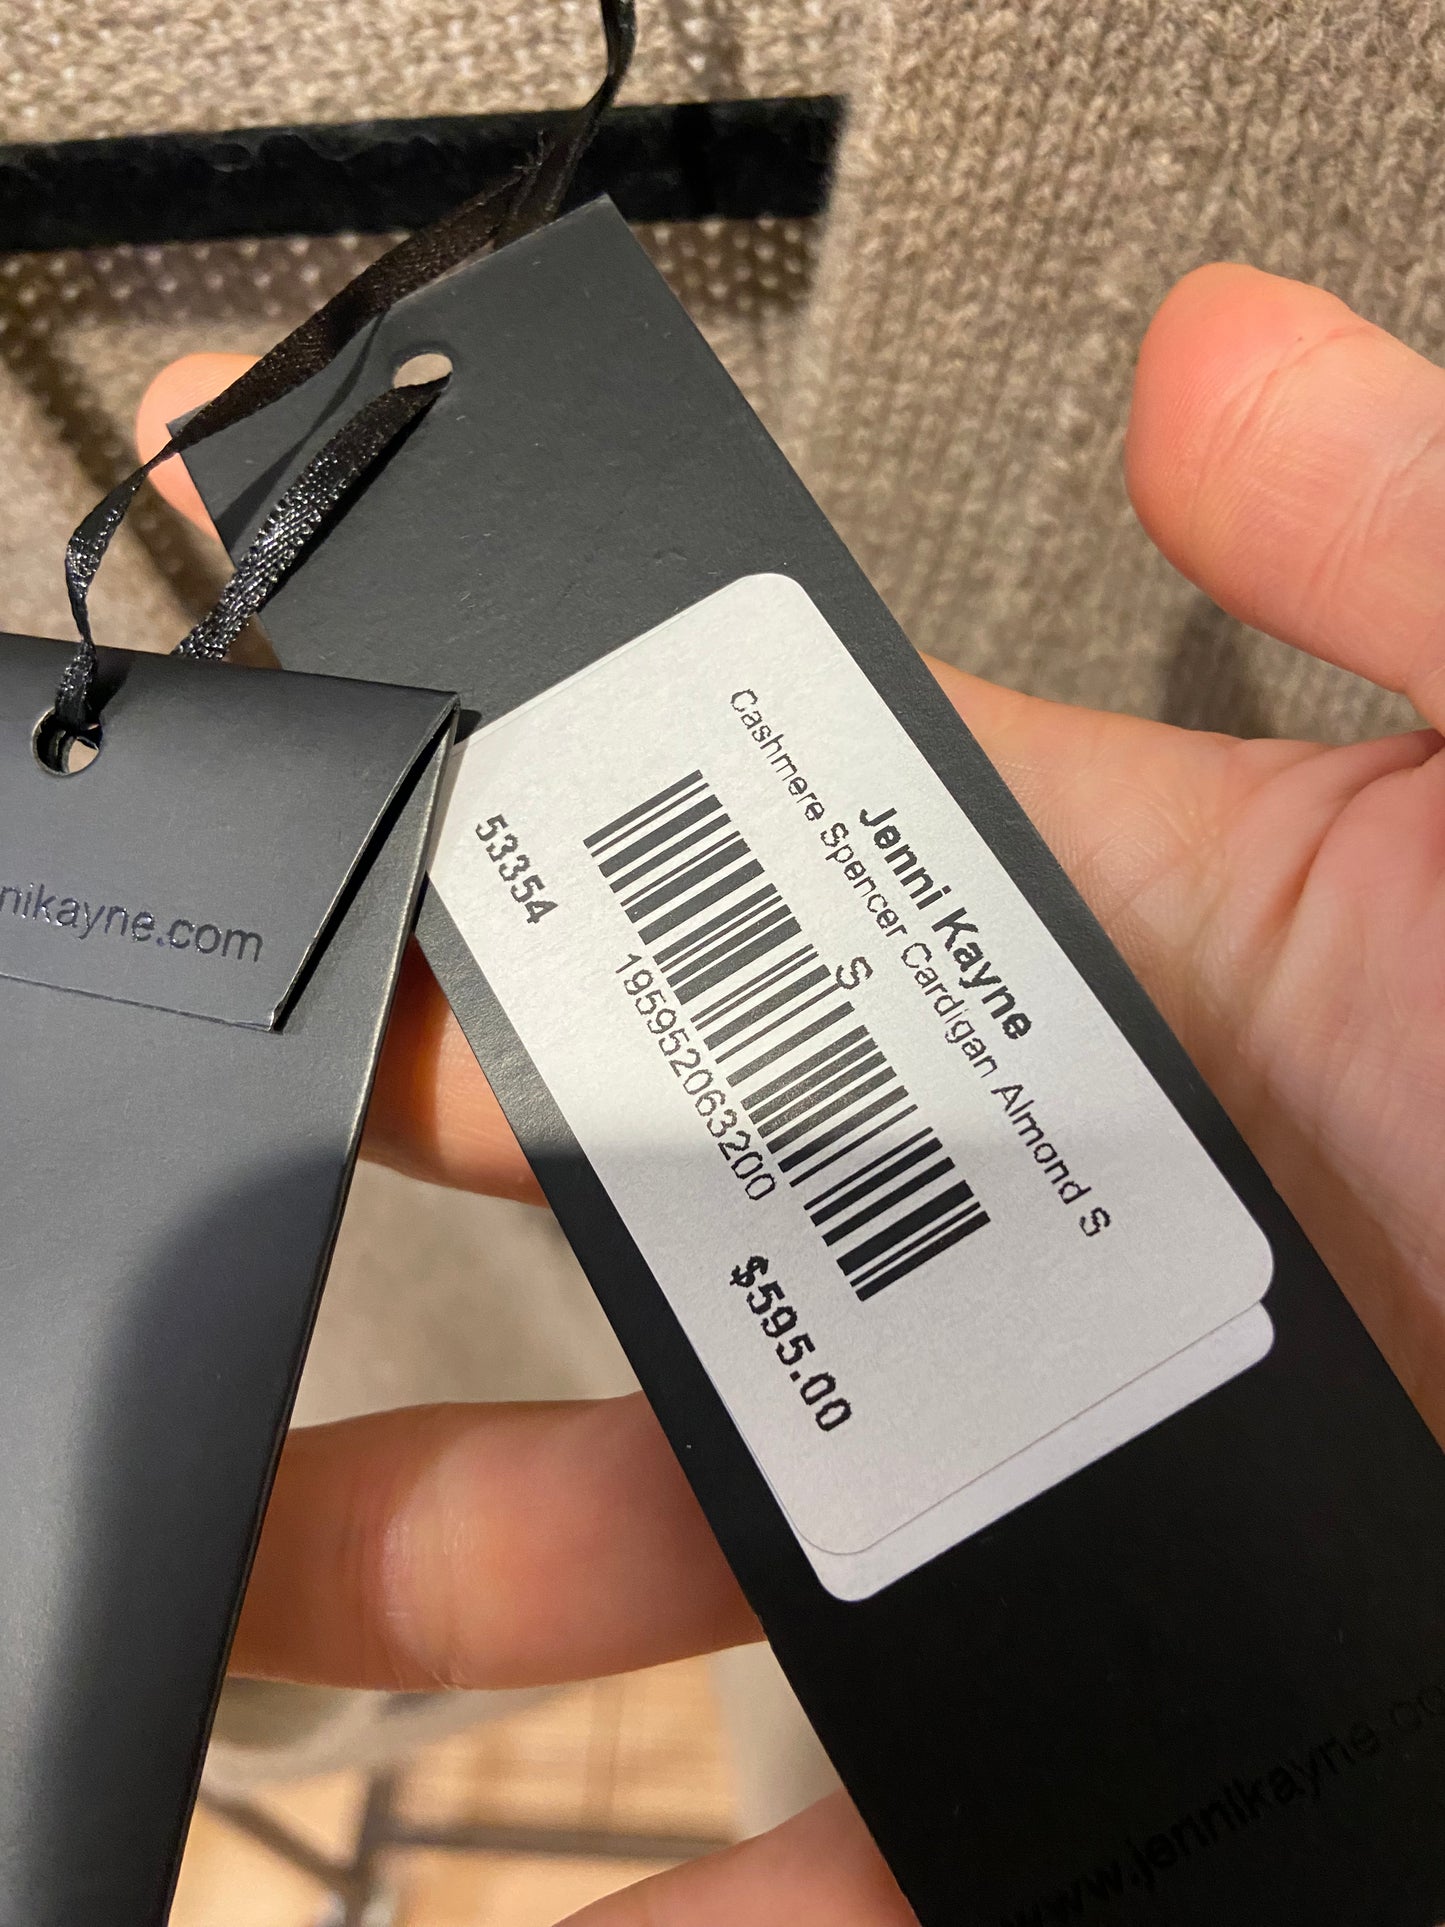 Jenni Kayne
Cashmere Spencer Cardigan Almond S
S
195952063200
53354
$595.00
nikayne.com
www.jennikayne.co